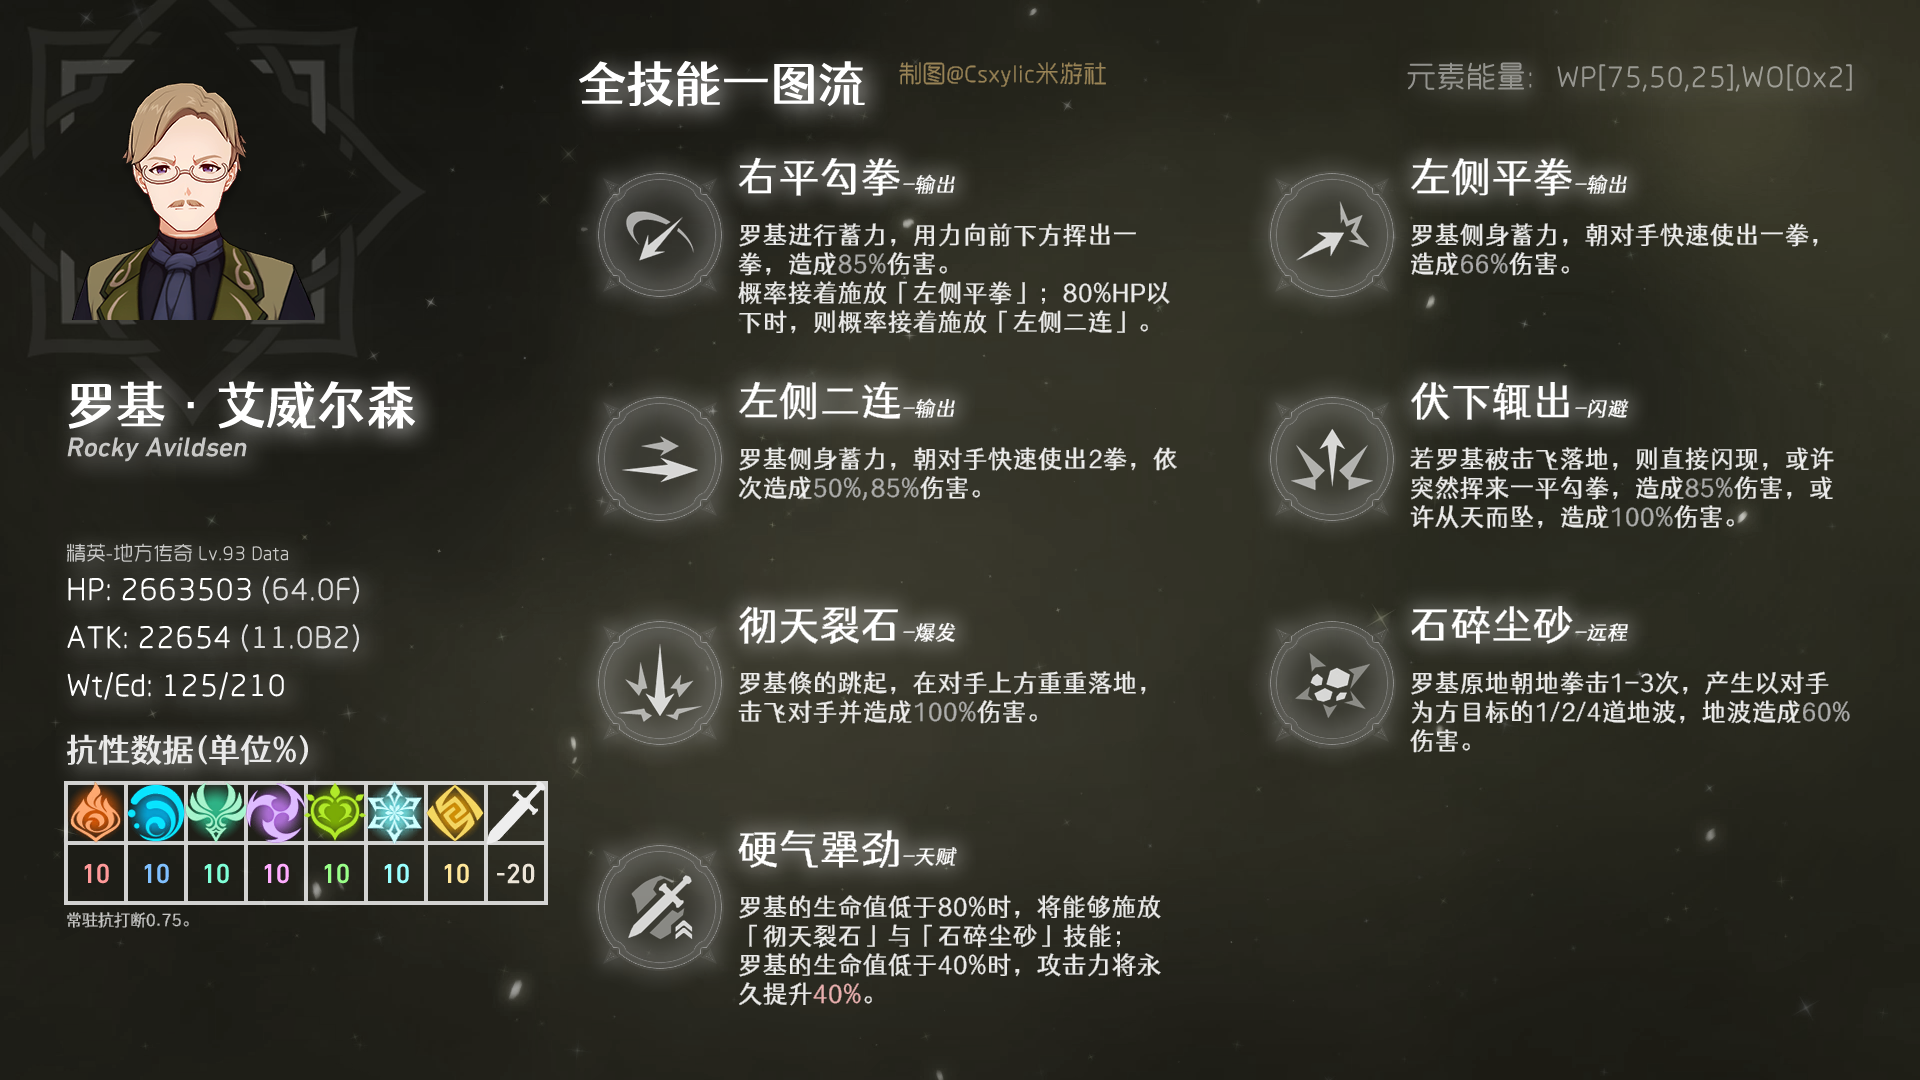 全技能一图流
制图@Csxylic米游社
元素能量: WP[75,50,25],WO[0x2]
罗基·艾威尔森
Rocky Avildsen
精英-地方传奇 Lv.93 Data
HP: 2663503 (64.0F)
ATK: 22654 (11.0B2)
Wt/Ed: 125/210
抗性数据(单位%)
10 10 10 10 10 10 10 -20
常驻抗打断0.75。
右平勾拳-输出
罗基进行蓄力，用力向前下方挥出一
拳，造成85%伤害。
概率接着施放「左侧平拳」；80%HP以
下时，则概率接着施放「左侧二连」。
左侧平拳-输出
罗基侧身蓄力，朝对手快速使出一拳，
造成66%伤害。
左侧二连-输出
罗基侧身蓄力，朝对手快速使出2拳，依
次造成50%,85%伤害。
伏下辄出-闪避
若罗基被击飞落地，则直接闪现，或许
突然挥来一平勾拳，造成85%伤害，或
许从天而坠，造成100%伤害。
彻天裂石-爆发
罗基倏的跳起，在对手上方重重落地，
击飞对手并造成100%伤害。
石碎尘砂-远程
罗基原地朝地拳击1-3次，产生以对手
为方目标的1/2/4道地波，地波造成60%
伤害。
硬气犟劲-天赋
罗基的生命值低于80%时，将能够施放
「彻天裂石」与「石碎尘砂」技能；
罗基的生命值低于40%时，攻击力将永
久提升40%。